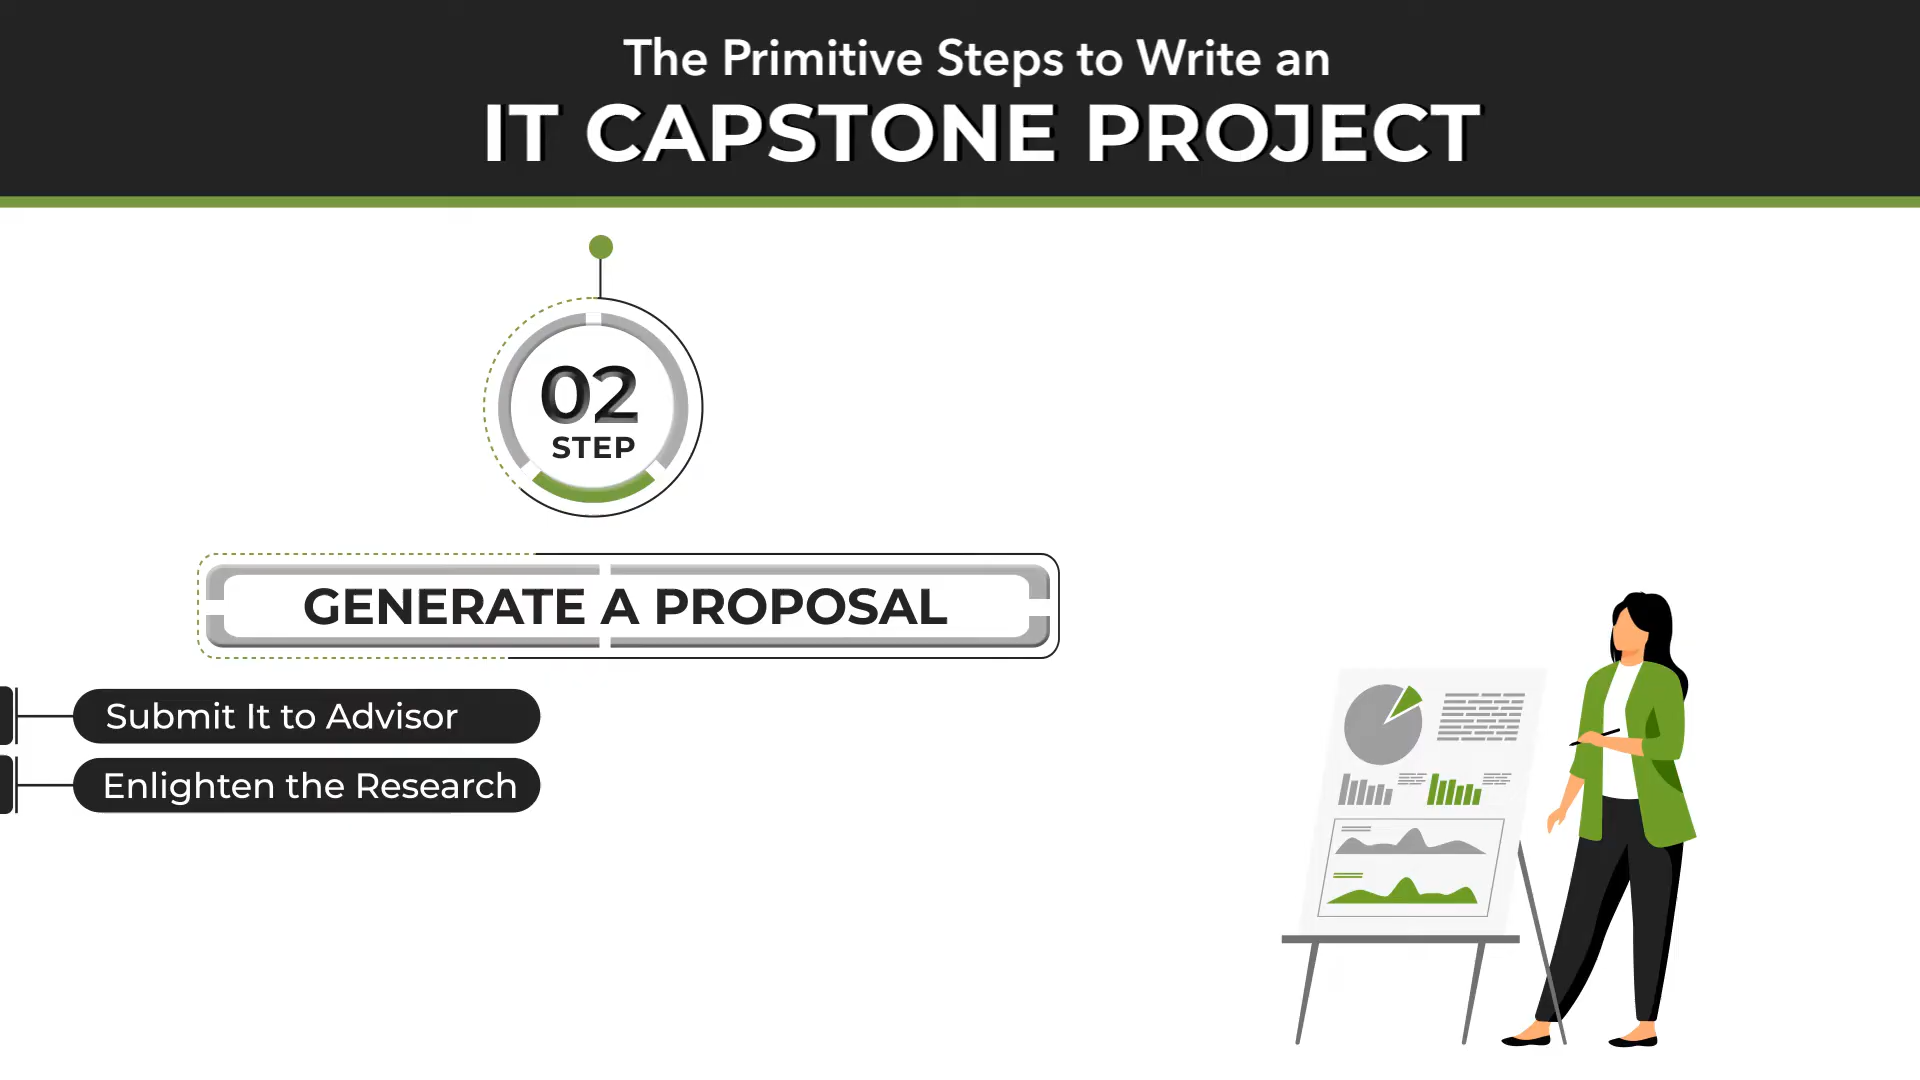 The Primitive Steps to Write an
IT CAPSTONE PROJECT
02
STEP
GENERATE A PROPOSAL
Submit It to Advisor
Enlighten the Research